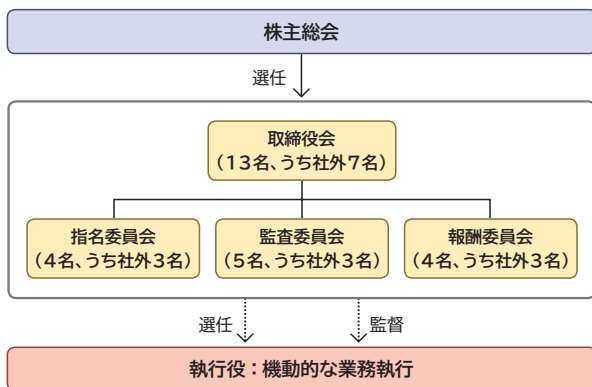 株主総会
選任
取締役会
(13名、うち社外7名)
指名委員会
(4名、うち社外3名)
監査委員会
(5名、うち社外3名)
報酬委員会
(4名、うち社外3名)
選任
監督
執行役：機動的な業務執行